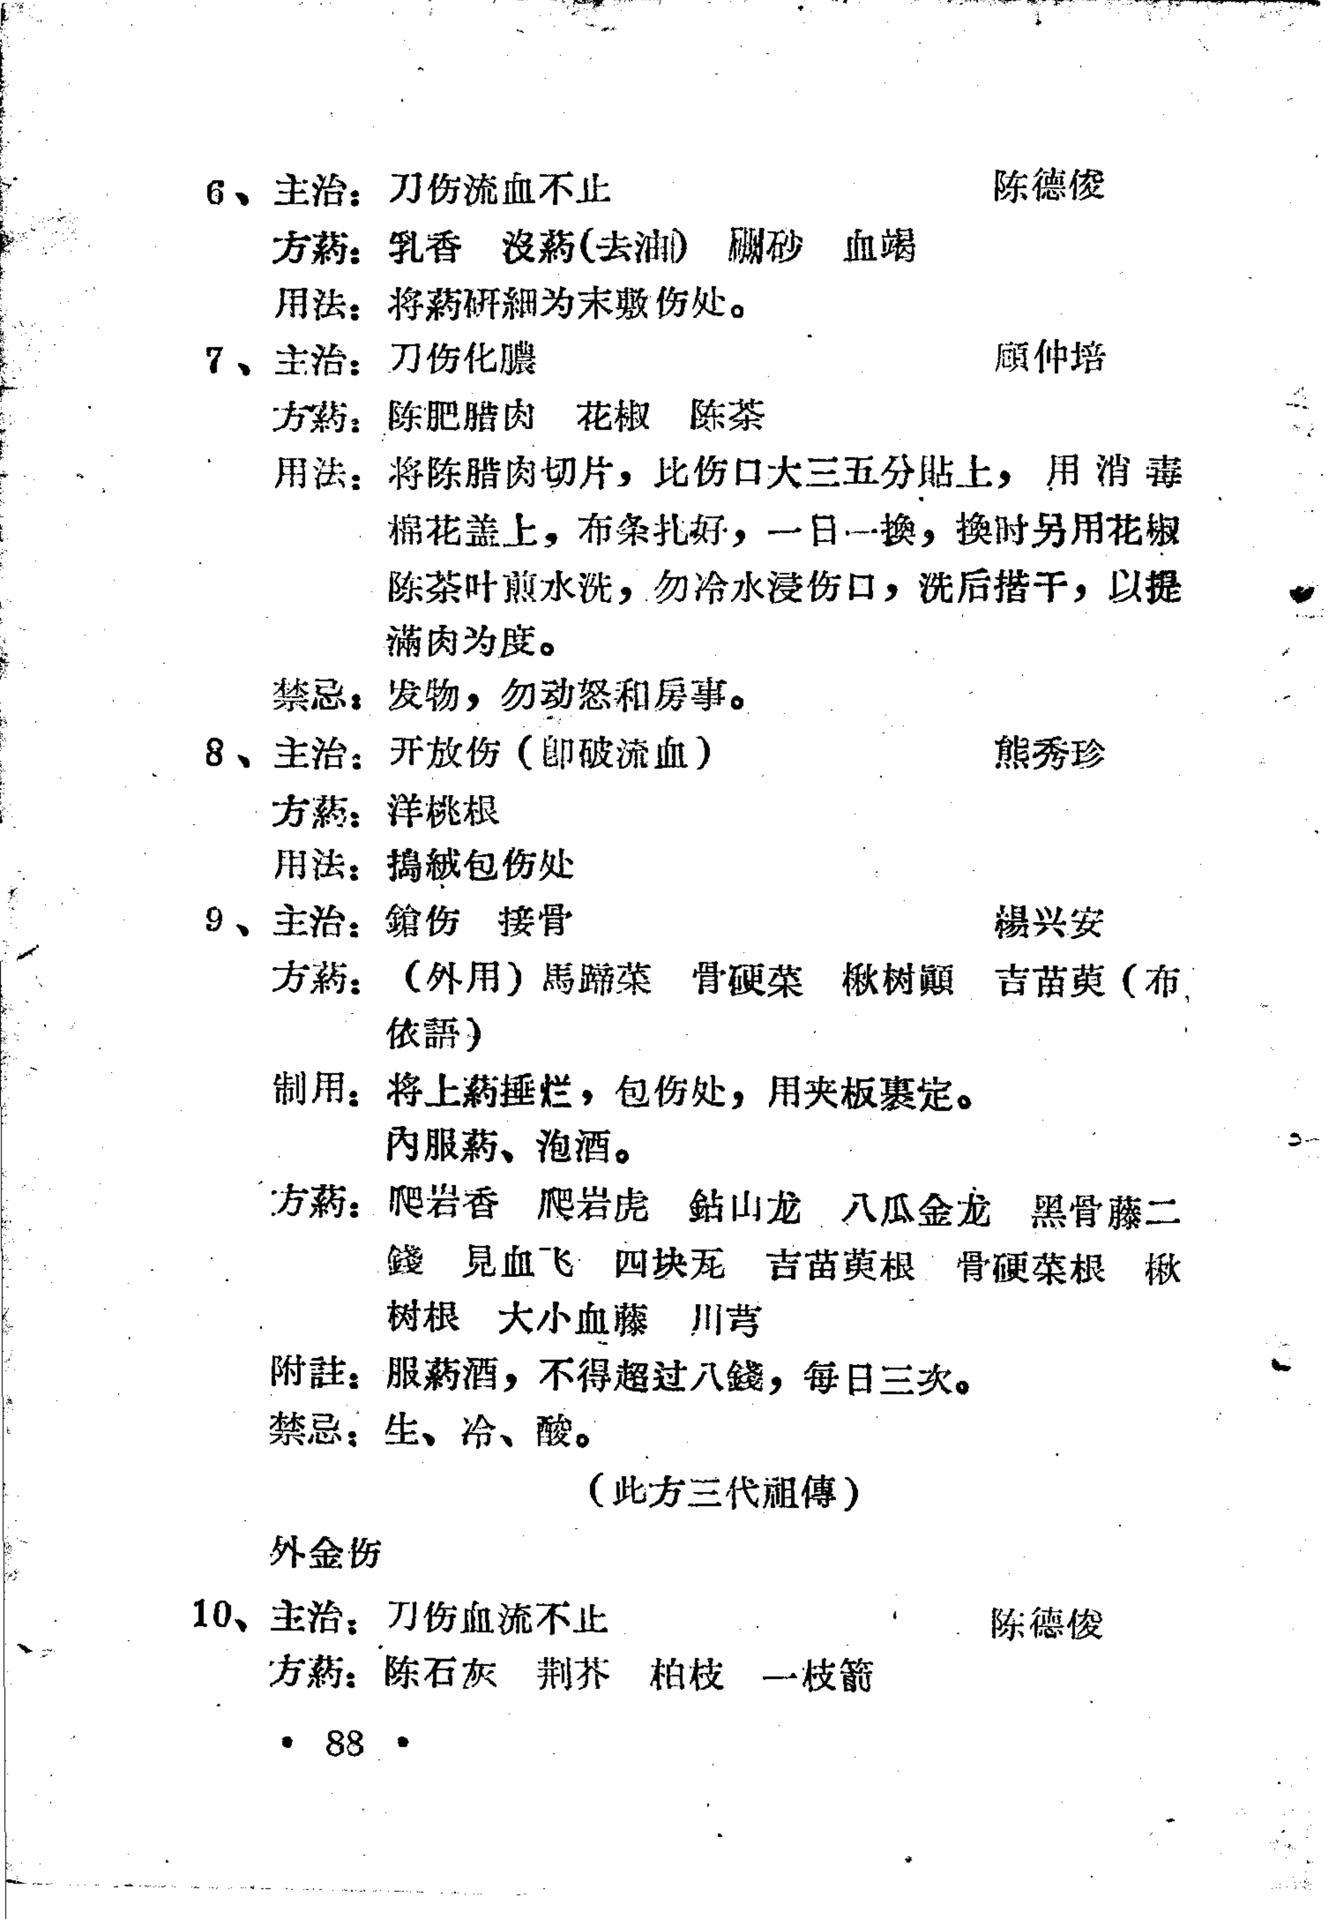 6、主治：刀伤流血不止　陈德俊
方葯：乳香　沒葯(去油)　硼砂　血竭
用法：将葯研細为末敷伤处。
7、主治：刀伤化膿　顧仲培
方葯：陈肥腊肉　花椒　陈茶
用法：将陈腊肉切片，比伤口大三五分貼上，用消毒
棉花盖上，布条扎好，一日一換，換时另用花椒
陈茶叶煎水洗，勿冷水浸伤口，洗后揩干，以提
滿肉为度。
禁忌：发物，勿动怒和房事。
8、主治：开放伤（卽破流血）　熊秀珍
方葯：洋桃根
用法：搗絨包伤处
9、主治：鎗伤　接骨　楊兴安
方葯：（外用）馬蹄菜　骨硬菜　楸树顚　吉苗萸（布
依語）
制用：将上葯捶烂，包伤处，用夹板裹定。
內服葯、泡酒。
方葯：爬岩香　爬岩虎　鉆山龙　八瓜金龙　黑骨藤二
錢　見血飞　四块瓦　吉苗萸根　骨硬菜根　楸
树根　大小血藤　川芎
附註：服葯酒，不得超过八錢，每日三次。
禁忌：生、冷、酸。
（此方三代祖傳）
外金伤
10、主治：刀伤血流不止　陈德俊
方葯：陈石灰　荆芥　柏枝　一枝箭
• 88 •